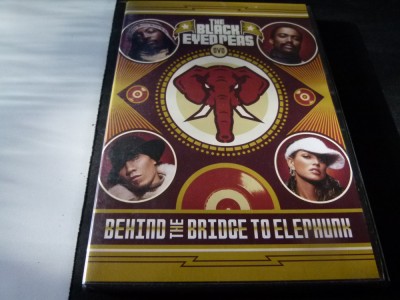 THE
BLACK
EYED PEAS
DVD
BEHIND THE BRIDGE TO ELEPHUNK